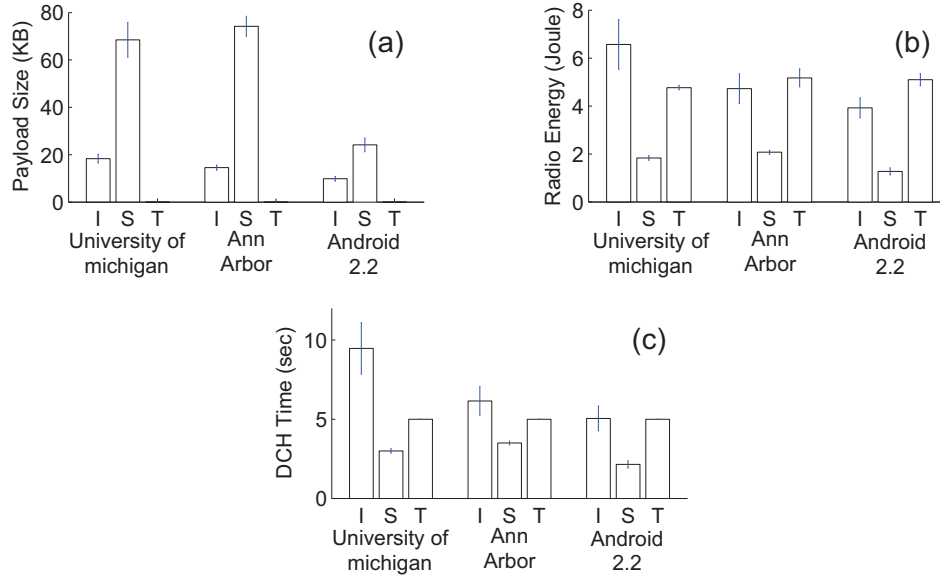 (a)
Payload Size (KB)
80
60
40
20
0
I S T I S T I S T
University of michigan
Ann Arbor
Android 2.2
(b)
Radio Energy (Joule)
8
6
4
2
0
I S T I S T I S T
University of michigan
Ann Arbor
Android 2.2
(c)
DCH Time (sec)
10
5
0
I S T I S T I S T
University of michigan
Ann Arbor
Android 2.2